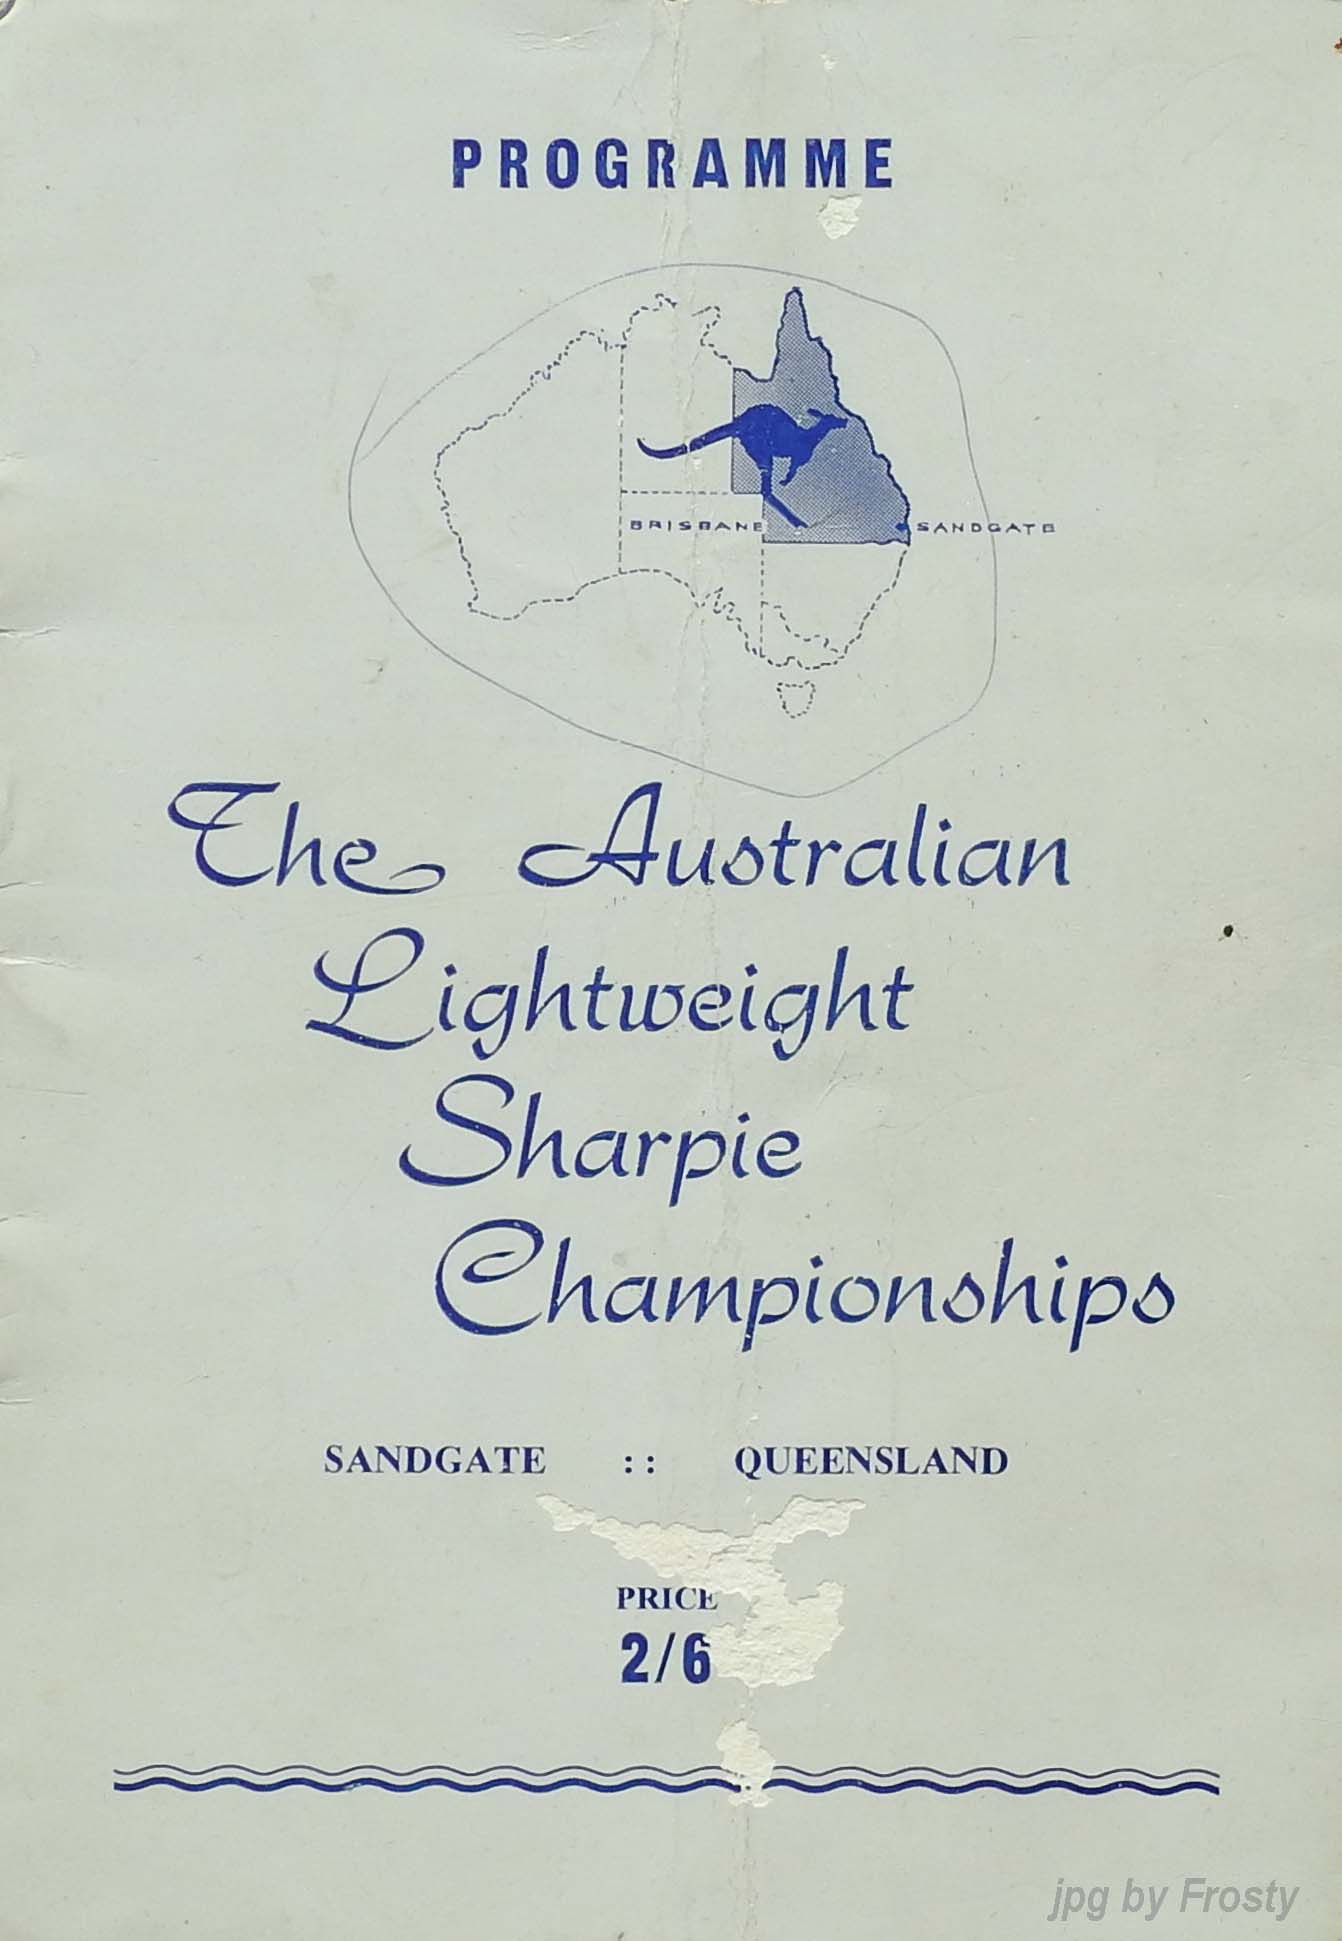 PROGRAMME
BRISBANE SANDGATE
The Australian
Lightweight
Sharpie
Championships
SANDGATE :: QUEENSLAND
PRICE
2/6
jpg by Frosty